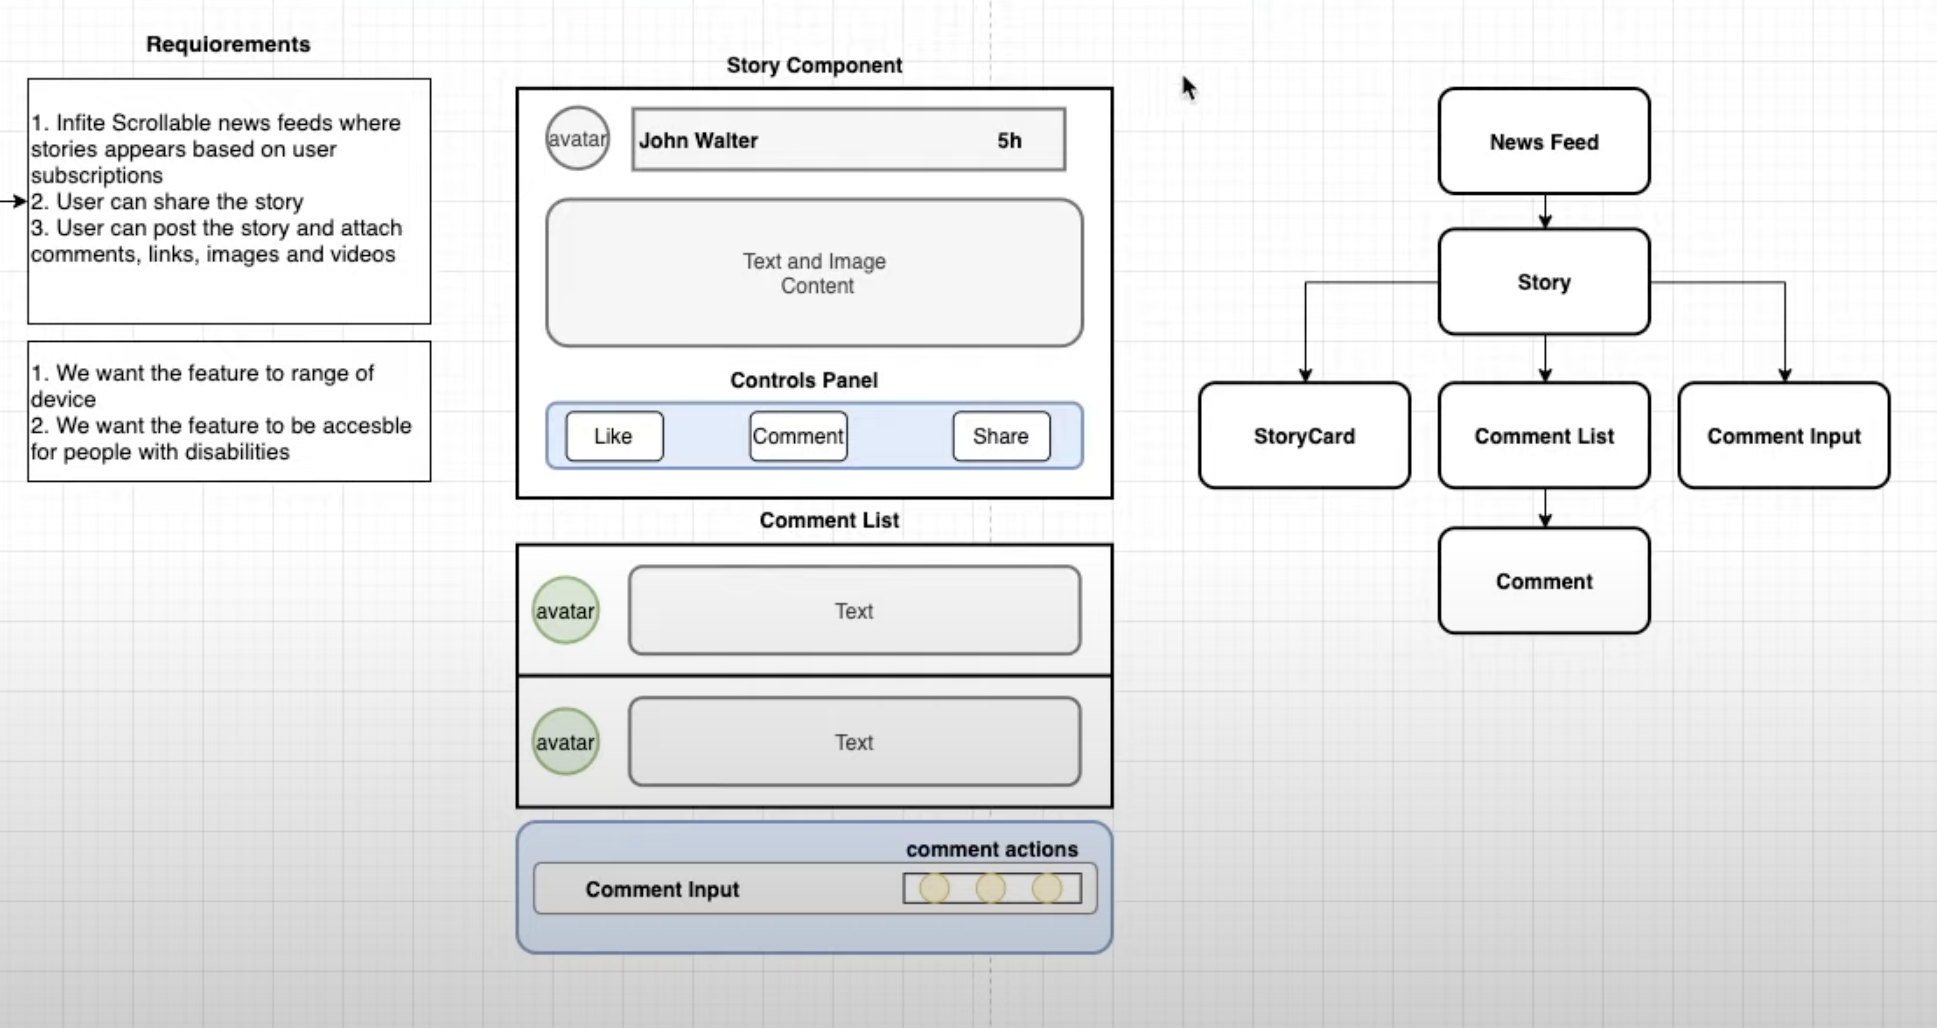 Requiorements
1. Infite Scrollable news feeds where
stories appears based on user
subscriptions
2. User can share the story
3. User can post the story and attach
comments, links, images and videos
1. We want the feature to range of
device
2. We want the feature to be accesble
for people with disabilities
Story Component
avatar
John Walter 5h
Text and Image
Content
Controls Panel
Like Comment Share
Comment List
avatar Text
avatar Text
comment actions
Comment Input
News Feed
Story
StoryCard Comment List Comment Input
Comment